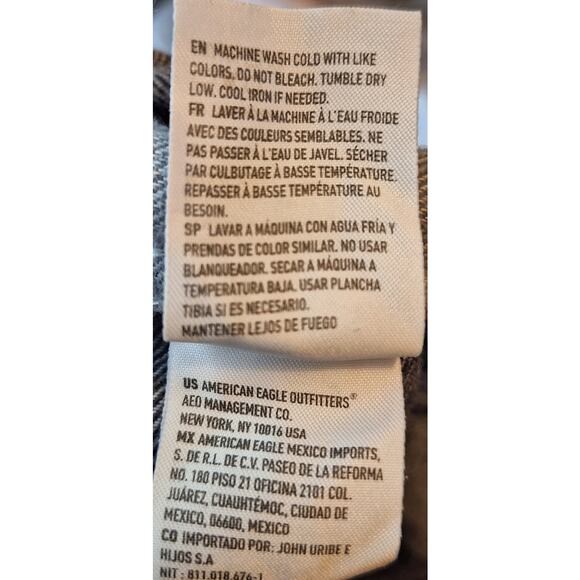 EN MACHINE WASH COLD WITH LIKE
COLORS. DO NOT BLEACH. TUMBLE DRY
LOW. COOL IRON IF NEEDED.
FR LAVER À LA MACHINE À L'EAU FROIDE
AVEC DES COULEURS SEMBLABLES. NE
PAS PASSER À L'EAU DE JAVEL. SÉCHER
PAR CULBUTAGE À BASSE TEMPÉRATURE.
REPASSER À BASSE TEMPÉRATURE AU
BESOIN.
SP LAVAR A MÁQUINA CON AGUA FRÍA Y
PRENDAS DE COLOR SIMILAR. NO USAR
BLANQUEADOR. SECAR A MÁQUINA A
TEMPERATURA BAJA. USAR PLANCHA
TIBIA SI ES NECESARIO.
MANTENER LEJOS DE FUEGO
US AMERICAN EAGLE OUTFITTERS®
AEO MANAGEMENT CO.
NEW YORK, NY 10016 USA
MX AMERICAN EAGLE MEXICO IMPORTS,
S. DE R.L. DE C.V. PASEO DE LA REFORMA
NO. 180 PISO 21 OFICINA 2101 COL.
JUÁREZ, CUAUHTÉMOC, CIUDAD DE
MEXICO, 06600, MEXICO
CO IMPORTADO POR: JOHN URIBE E
HIJOS S.A
NIT : 811.018.676-1